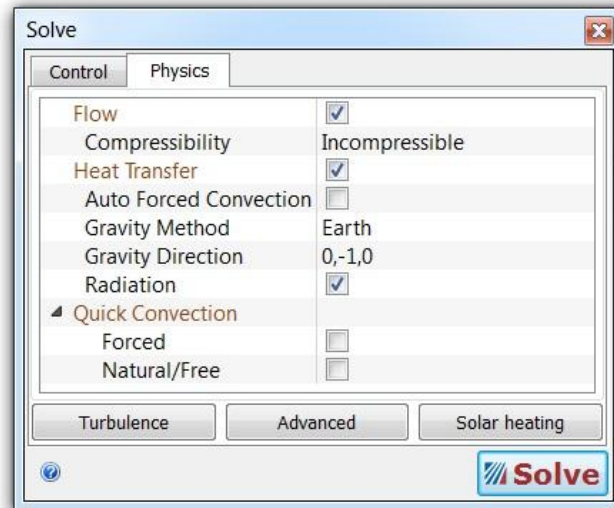 Solve
Control Physics
Flow
Compressibility Incompressible
Heat Transfer
Auto Forced Convection
Gravity Method Earth
Gravity Direction 0,-1,0
Radiation
Quick Convection
Forced
Natural/Free
Turbulence Advanced Solar heating
Solve